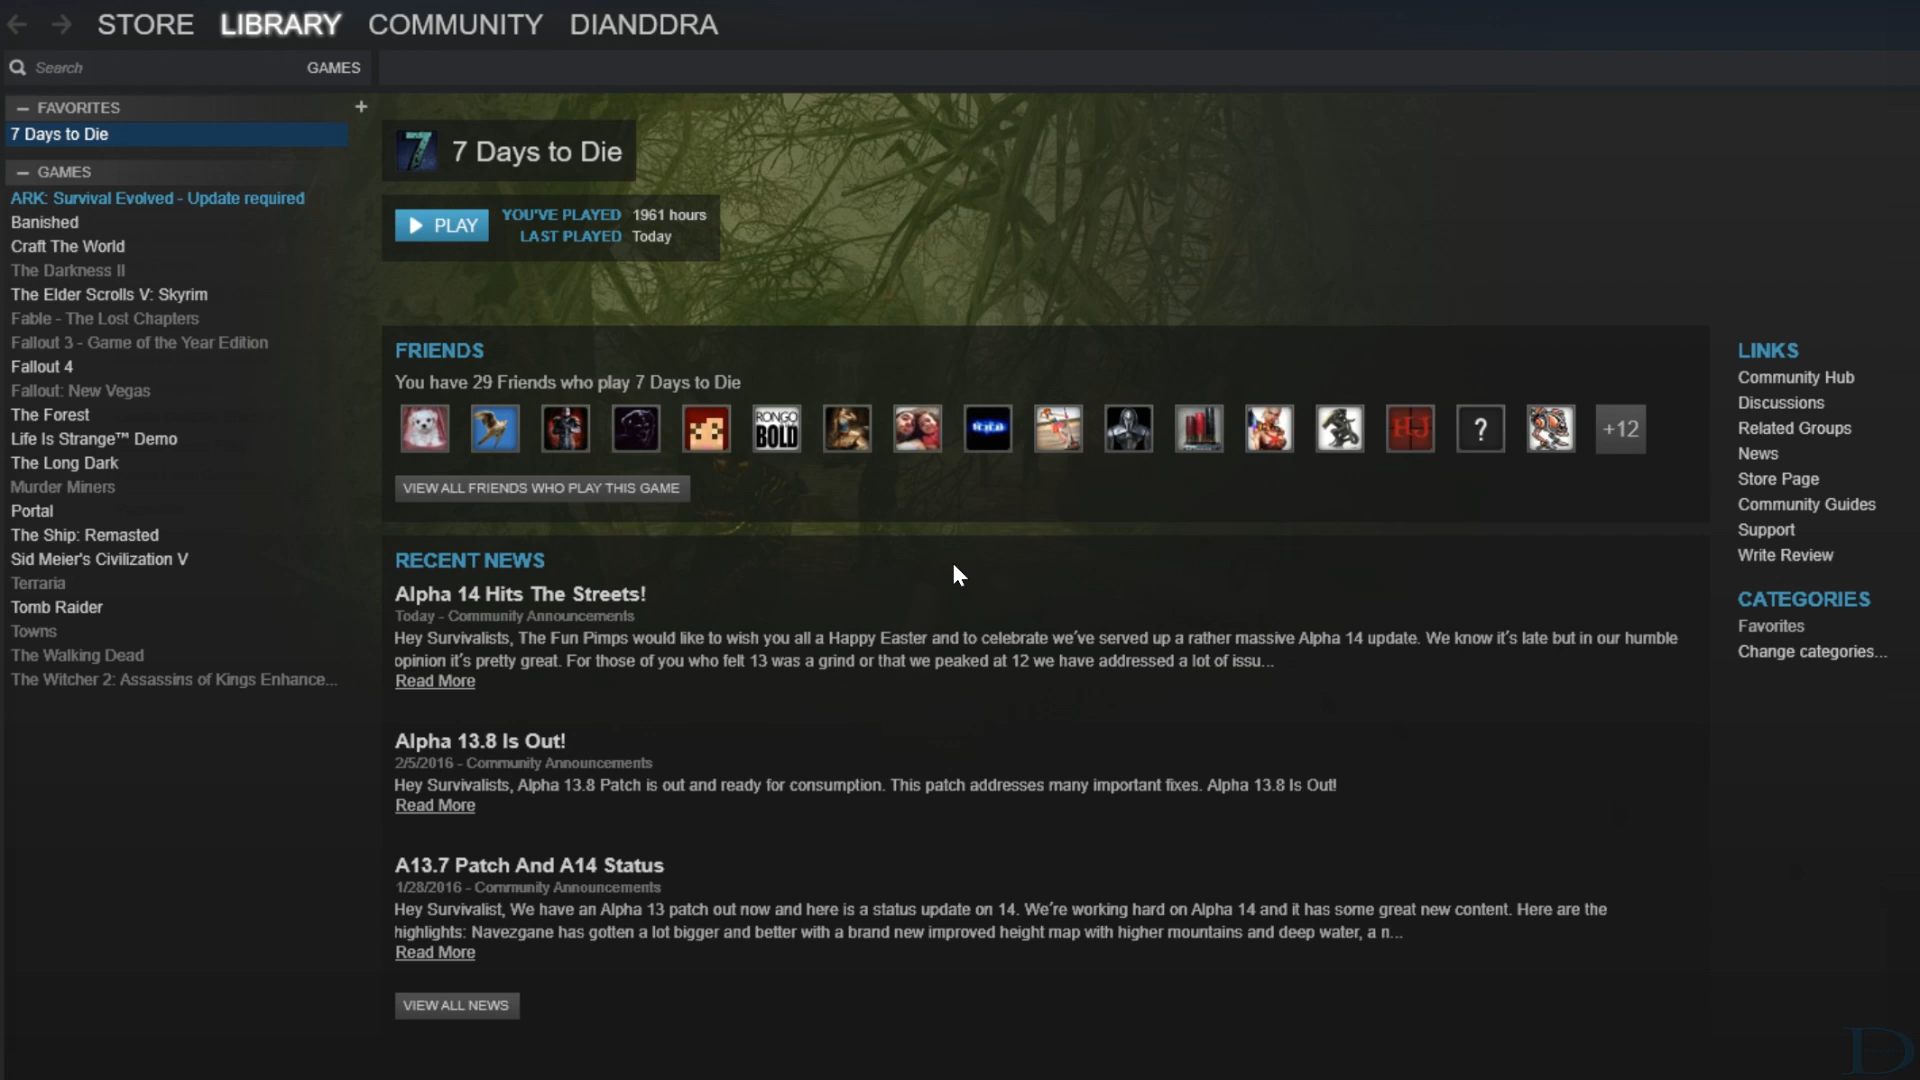 STORE LIBRARY COMMUNITY DIANDDRA
Search GAMES
FAVORITES +
7 Days to Die
GAMES
ARK: Survival Evolved - Update required
Banished
Craft The World
The Darkness II
The Elder Scrolls V: Skyrim
Fable - The Lost Chapters
Fallout 3 - Game of the Year Edition
Fallout 4
Fallout: New Vegas
The Forest
Life Is Strange™ Demo
The Long Dark
Murder Miners
Portal
The Ship: Remasted
Sid Meier's Civilization V
Terraria
Tomb Raider
Towns
The Walking Dead
The Witcher 2: Assassins of Kings Enhance...
7 7 Days to Die
PLAY
YOU'VE PLAYED 1961 hours
LAST PLAYED Today
FRIENDS
You have 29 Friends who play 7 Days to Die
RONGO
BOLD
HJ
?
+12
VIEW ALL FRIENDS WHO PLAY THIS GAME
RECENT NEWS
Alpha 14 Hits The Streets!
Today - Community Announcements
Hey Survivalists, The Fun Pimps would like to wish you all a Happy Easter and to celebrate we've served up a rather massive Alpha 14 update. We know it's late but in our humble
opinion it's pretty great. For those of you who felt 13 was a grind or that we peaked at 12 we have addressed a lot of issu...
Read More
Alpha 13.8 Is Out!
2/5/2016 - Community Announcements
Hey Survivalists, Alpha 13.8 Patch is out and ready for consumption. This patch addresses many important fixes. Alpha 13.8 Is Out!
Read More
A13.7 Patch And A14 Status
1/28/2016 - Community Announcements
Hey Survivalist, We have an Alpha 13 patch out now and here is a status update on 14. We're working hard on Alpha 14 and it has some great new content. Here are the
highlights: Navezgane has gotten a lot bigger and better with a brand new improved height map with higher mountains and deep water, a n...
Read More
VIEW ALL NEWS
LINKS
Community Hub
Discussions
Related Groups
News
Store Page
Community Guides
Support
Write Review
CATEGORIES
Favorites
Change categories...
D